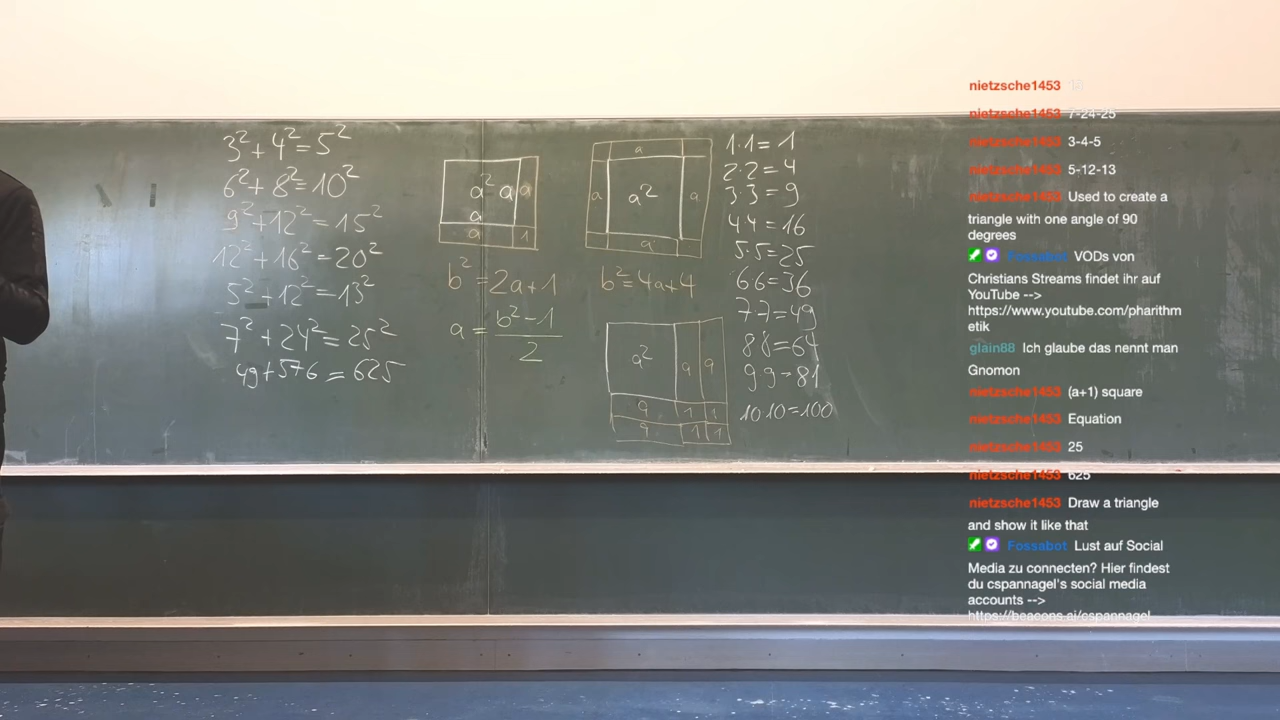 3² + 4² = 5²
6² + 8² = 10²
9² + 12² = 15²
12² + 16² = 20²
5² + 12² = 13²
7² + 24² = 25²
49 + 576 = 625
a² a a
a
a 1
b² = 2a + 1
a = b² - 1
2
a
a a² a
a
b² = 4a + 4
a² a a
a 1 1
a 1 1
1·1 = 1
2·2 = 4
3·3 = 9
4·4 = 16
5·5 = 25
6·6 = 36
7·7 = 49
8·8 = 64
9·9 = 81
10·10 = 100
nietzsche1453 15
nietzsche1453 7-24-25
nietzsche1453 3-4-5
nietzsche1453 5-12-13
nietzsche1453 Used to create a
triangle with one angle of 90
degrees
Fossabot VODs von
Christians Streams findet ihr auf
YouTube -->
https://www.youtube.com/pharithm
etik
glain88 Ich glaube das nennt man
Gnomon
nietzsche1453 (a+1) square
nietzsche1453 Equation
nietzsche1453 25
nietzsche1453 625
nietzsche1453 Draw a triangle
and show it like that
Fossabot Lust auf Social
Media zu connecten? Hier findest
du cspannagel's social media
accounts -->
https://beacons.ai/cspannagel